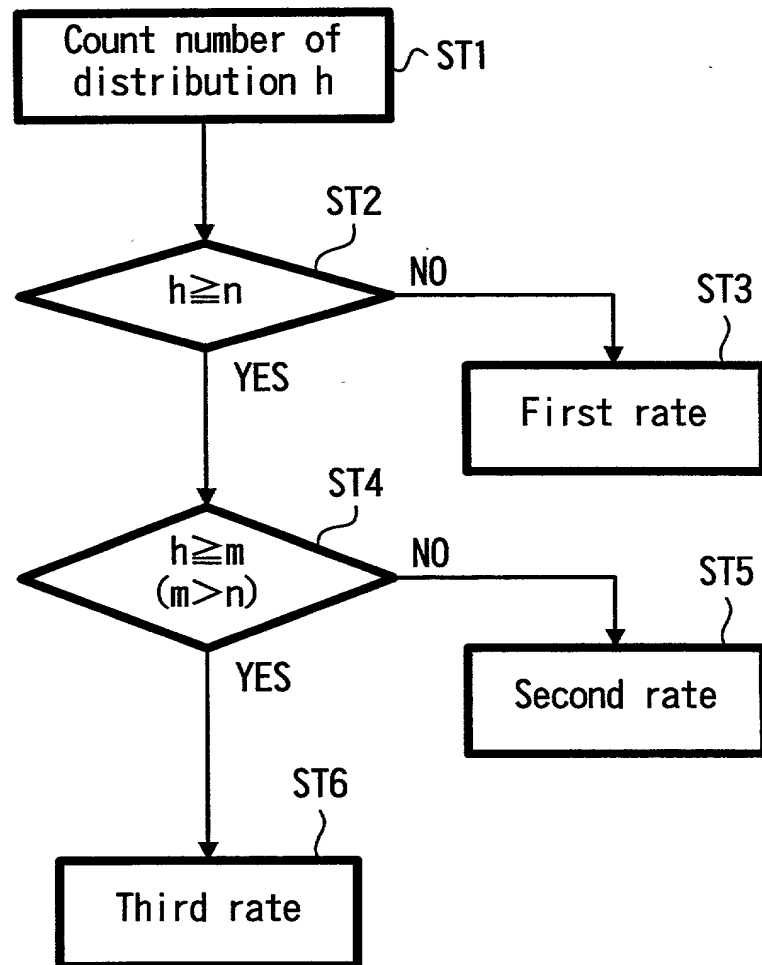 Count number of
distribution h
ST1
ST2
h≧n
NO
YES
ST3
First rate
ST4
h≧m
(m>n)
NO
YES
ST5
Second rate
ST6
Third rate